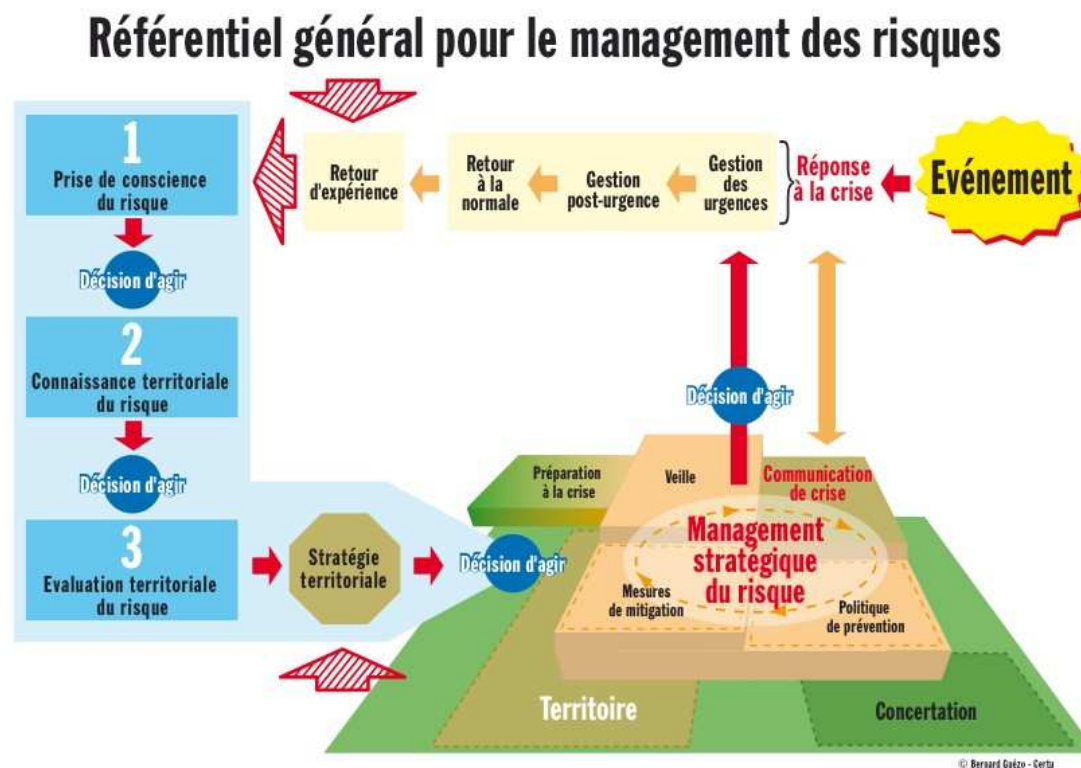 Référentiel général pour le management des risques
1
Prise de conscience
du risque
Décision d'agir
2
Connaissance territoriale
du risque
Décision d'agir
3
Evaluation territoriale
du risque
Stratégie
territoriale
Décision d'agir
Retour
d'expérience
Retour
à la
normale
Gestion
post-urgence
Gestion
des
urgences
Réponse
à la crise
Evénement
Décision d'agir
Préparation
à la crise
Veille
Communication
de crise
Management
stratégique
du risque
Mesures
de mitigation
Politique
de prévention
Territoire
Concertation
© Bernard Guézo - Certu